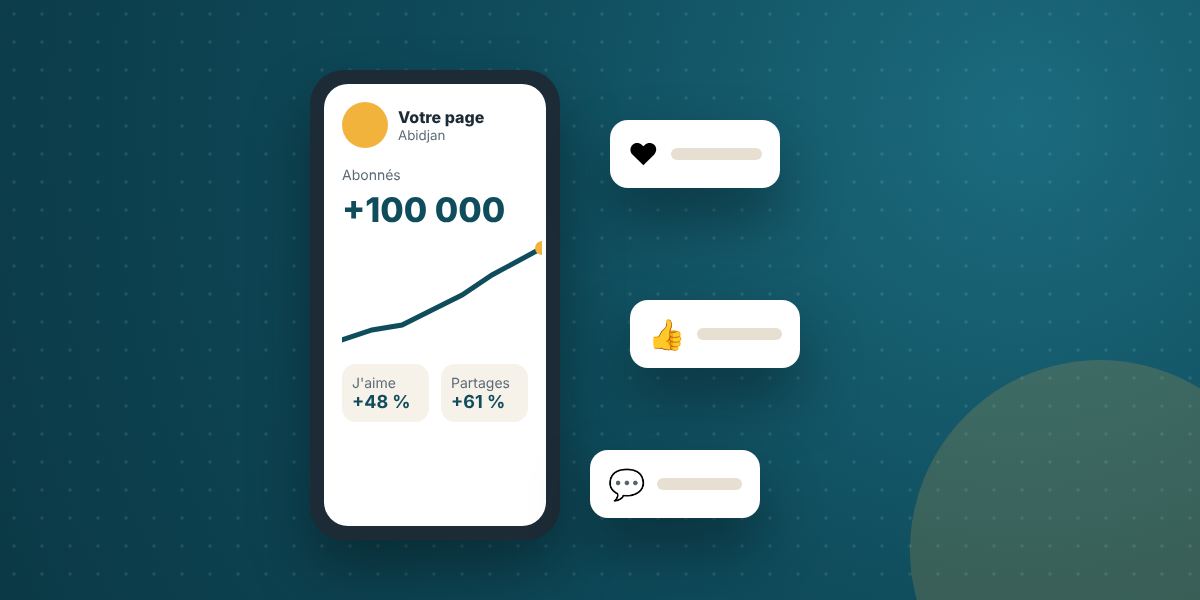 Votre page
Abidjan
Abonnés
+100 000
J'aime
+48 %
Partages
+61 %